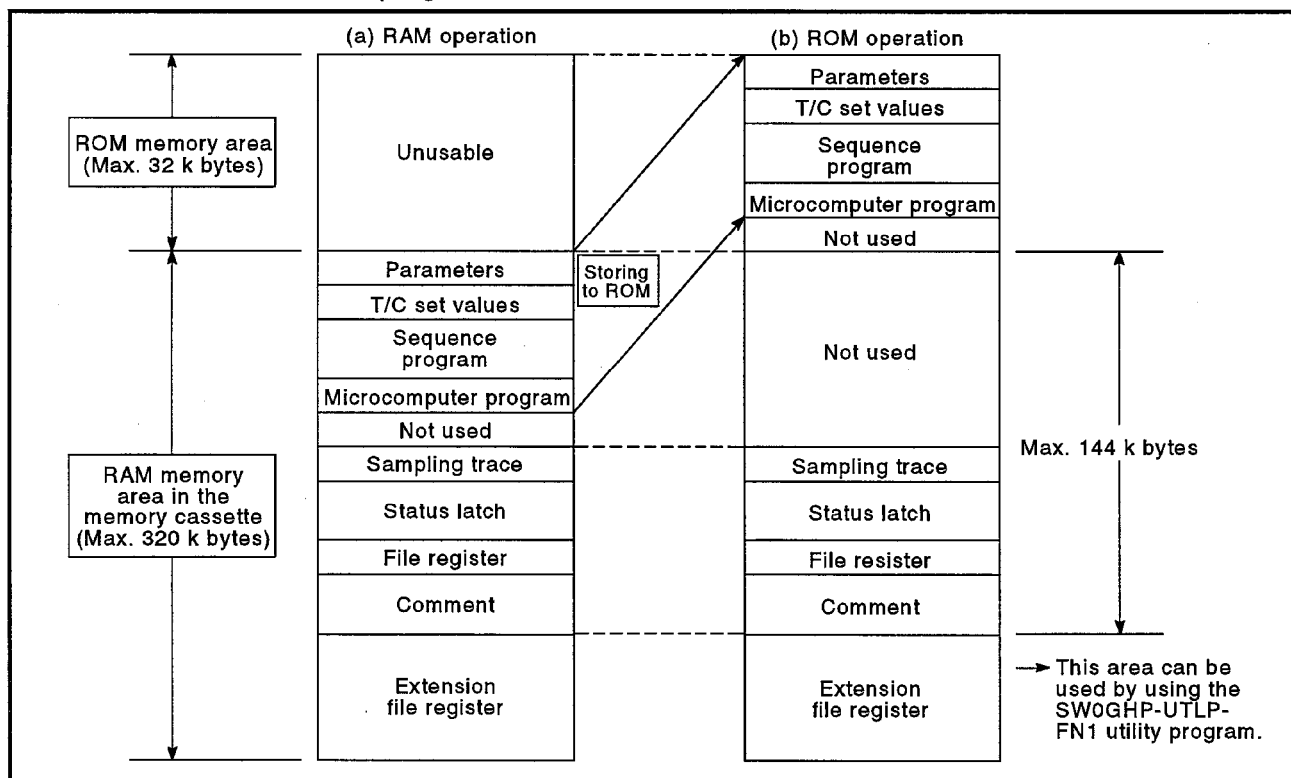 (a) RAM operation
(b) ROM operation
ROM memory area
(Max. 32 k bytes)
RAM memory
area in the
memory cassette
(Max. 320 k bytes)
Unusable
Parameters
T/C set values
Sequence
program
Microcomputer program
Not used
Sampling trace
Status latch
File register
Comment
Extension
file register
Storing
to ROM
Parameters
T/C set values
Sequence
program
Microcomputer program
Not used
Not used
Sampling trace
Status latch
File resister
Comment
Extension
file register
Max. 144 k bytes
This area can be
used by using the
SW0GHP-UTLP-
FN1 utility program.